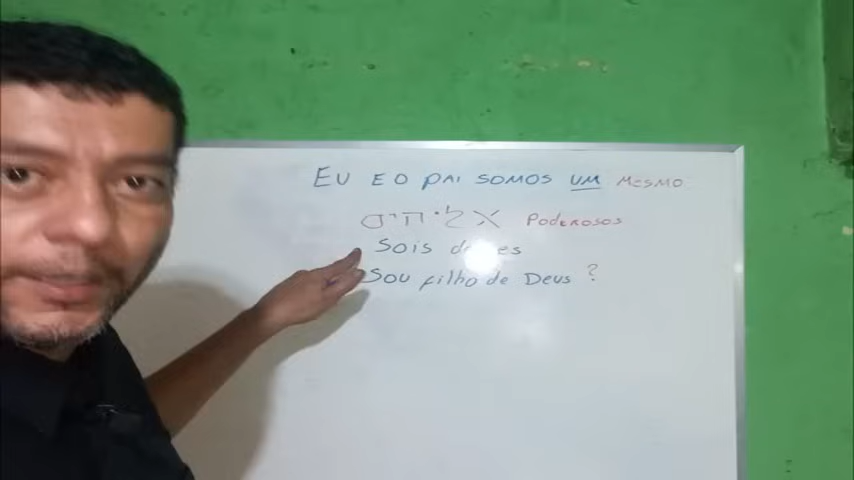 EU E O PAI SOMOS UM MESMO
אלהים PODEROSOS
Sois deuses
Sou filho de Deus ?